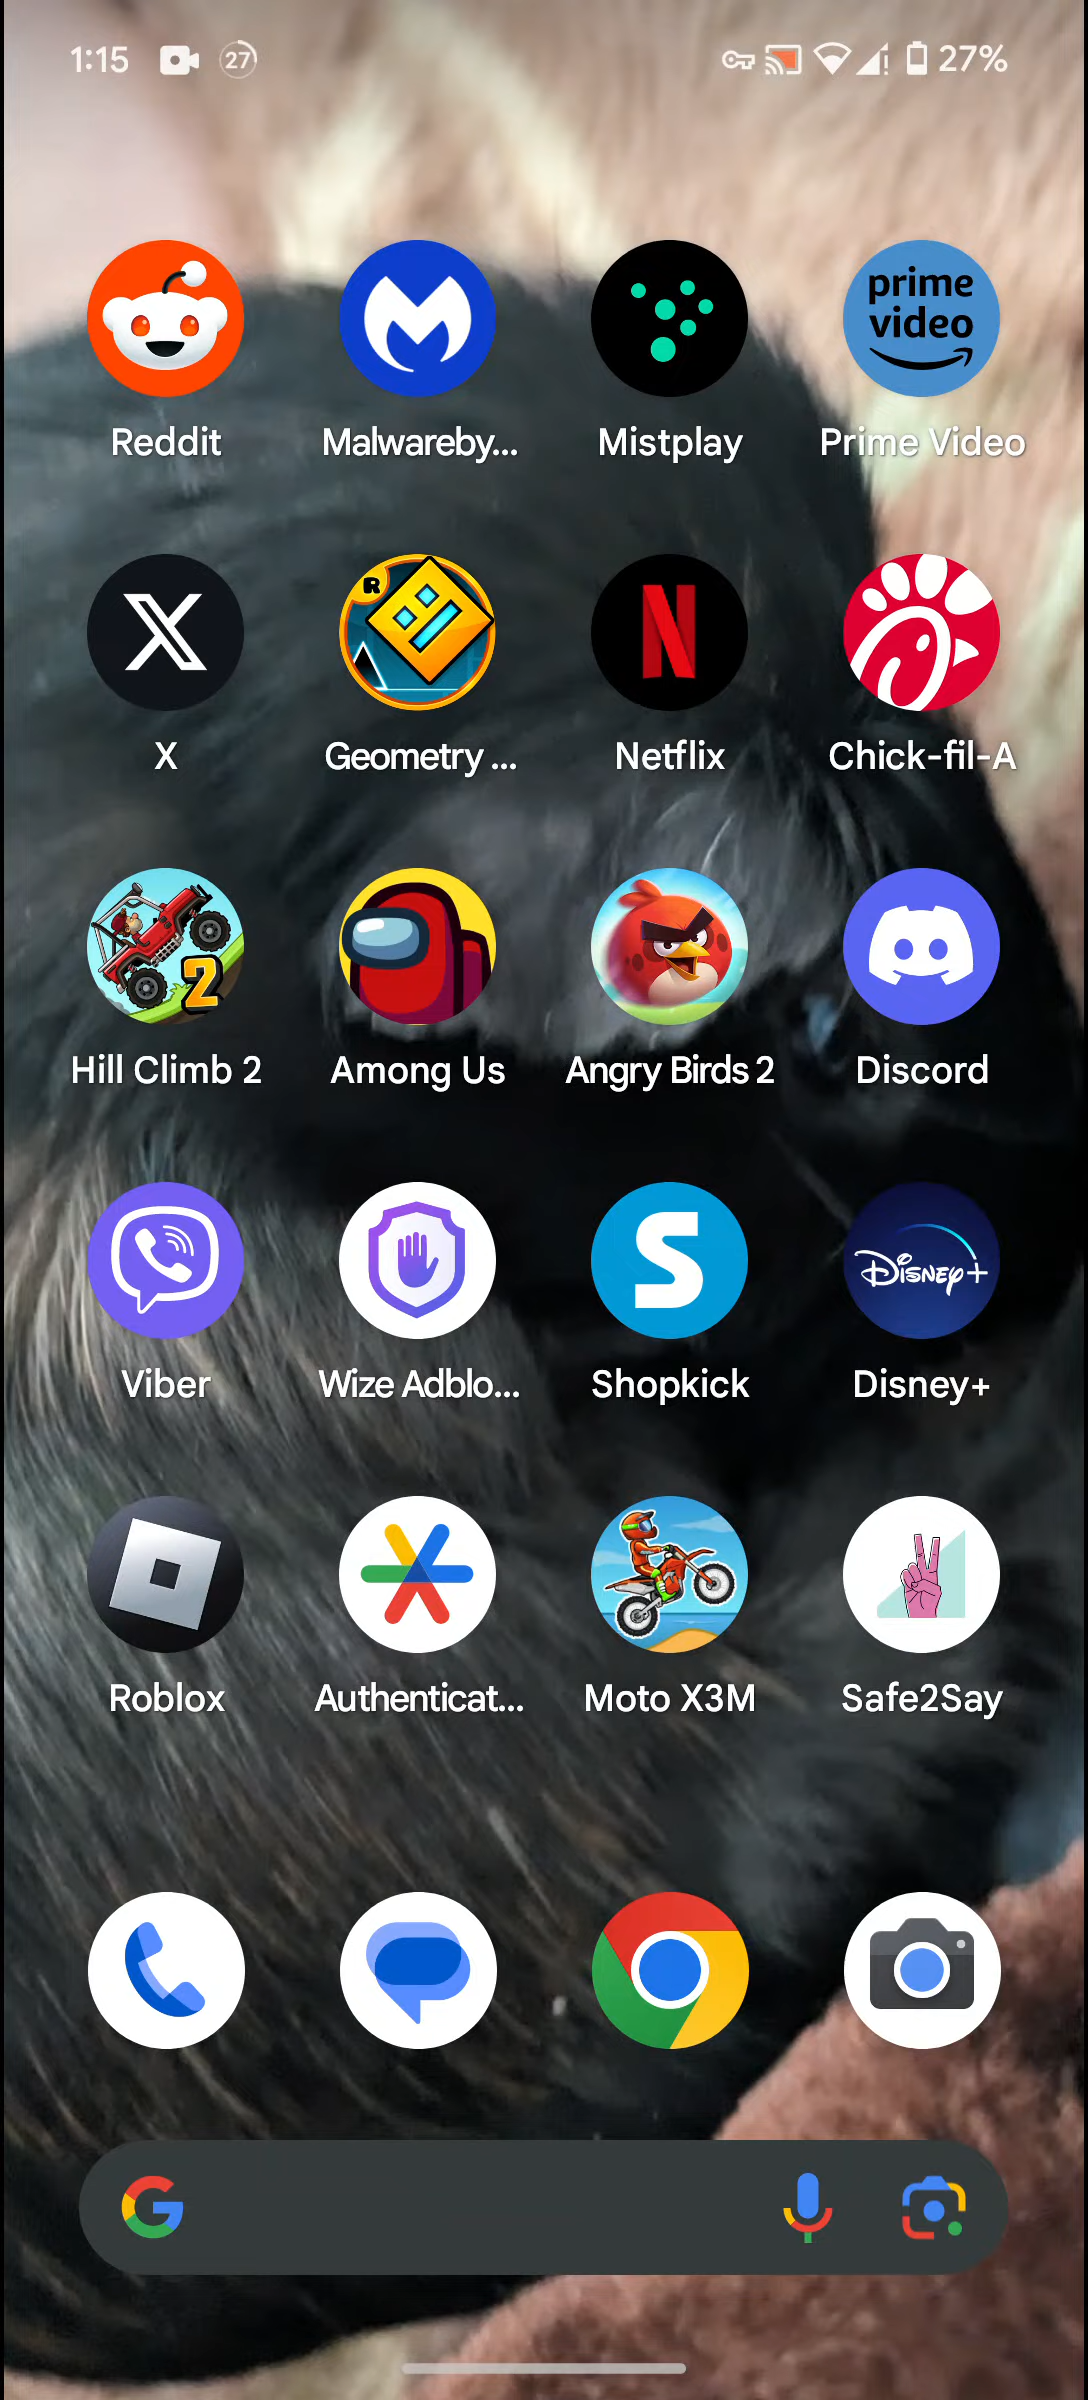 1:15 27 27%
prime
video
Reddit Malwareby... Mistplay Prime Video
R
X Geometry ... Netflix Chick-fil-A
2
Hill Climb 2 Among Us Angry Birds 2 Discord
Disney+
Viber Wize Adblo... Shopkick Disney+
Roblox Authenticat... Moto X3M Safe2Say